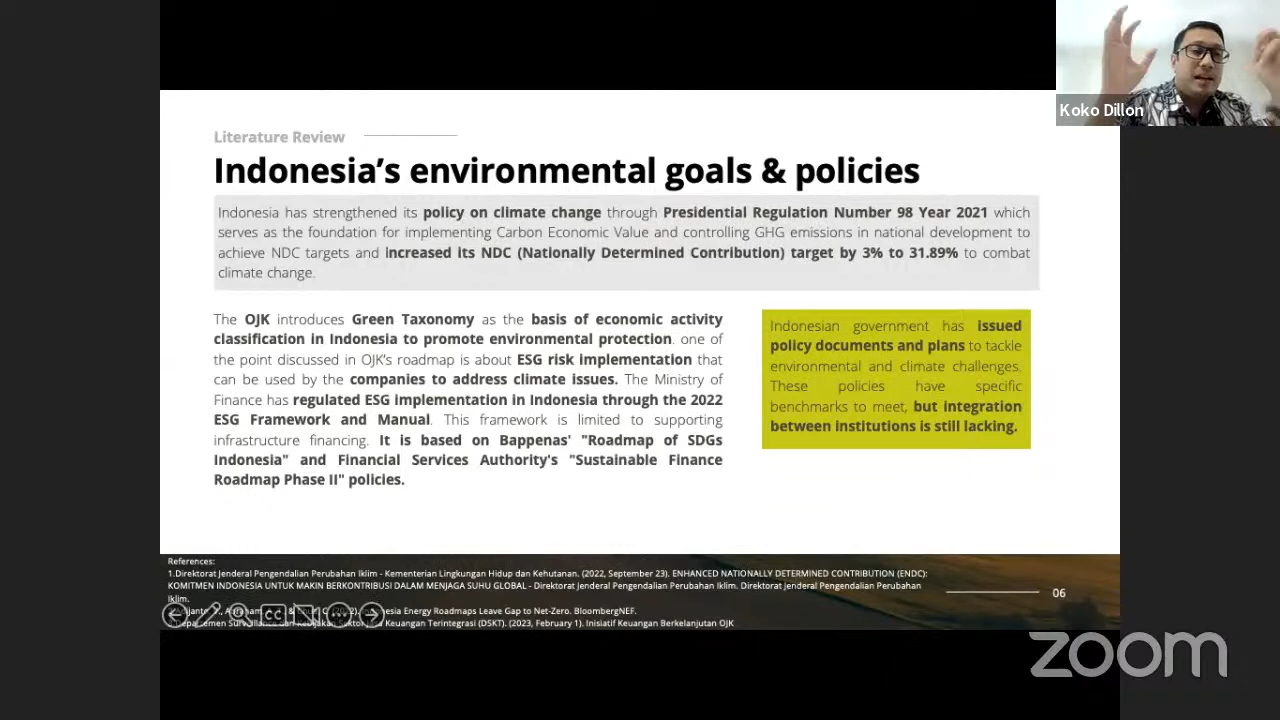 Koko Dillon
Literature Review
Indonesia's environmental goals & policies
Indonesia has strengthened its policy on climate change through Presidential Regulation Number 98 Year 2021 which
serves as the foundation for implementing Carbon Economic Value and controlling GHG emissions in national development to
achieve NDC targets and increased its NDC (Nationally Determined Contribution) target by 3% to 31.89% to combat
climate change.
The OJK introduces Green Taxonomy as the basis of economic activity
classification in Indonesia to promote environmental protection. one of
the point discussed in OJK's roadmap is about ESG risk implementation that
can be used by the companies to address climate issues. The Ministry of
Finance has regulated ESG implementation in Indonesia through the 2022
ESG Framework and Manual. This framework is limited to supporting
infrastructure financing. It is based on Bappenas' "Roadmap of SDGs
Indonesia" and Financial Services Authority's "Sustainable Finance
Roadmap Phase II" policies.
Indonesian government has issued
policy documents and plans to tackle
environmental and climate challenges.
These policies have specific
benchmarks to meet, but integration
between institutions is still lacking.
References:
1.Direktorat Jenderal Pengendalian Perubahan Iklim - Kementerian Lingkungan Hidup dan Kehutanan. (2022, September 23). ENHANCED NATIONALLY DETERMINED CONTRIBUTION (ENDC):
KOMITMEN INDONESIA UNTUK MAKIN BERKONTRIBUSI DALAM MENJAGA SUHU GLOBAL - Direktorat Jenderal Pengendalian Perubahan Iklim. Direktorat Jenderal Pengendalian Perubahan
Iklim.
Energy Roadmaps Leave Gap to Net-Zero. BloombergNEF.
Keuangan Terintegrasi (DSKT). (2023, February 1). Inisiatif Keuangan Berkelanjutan OJK
CC
06
zoom